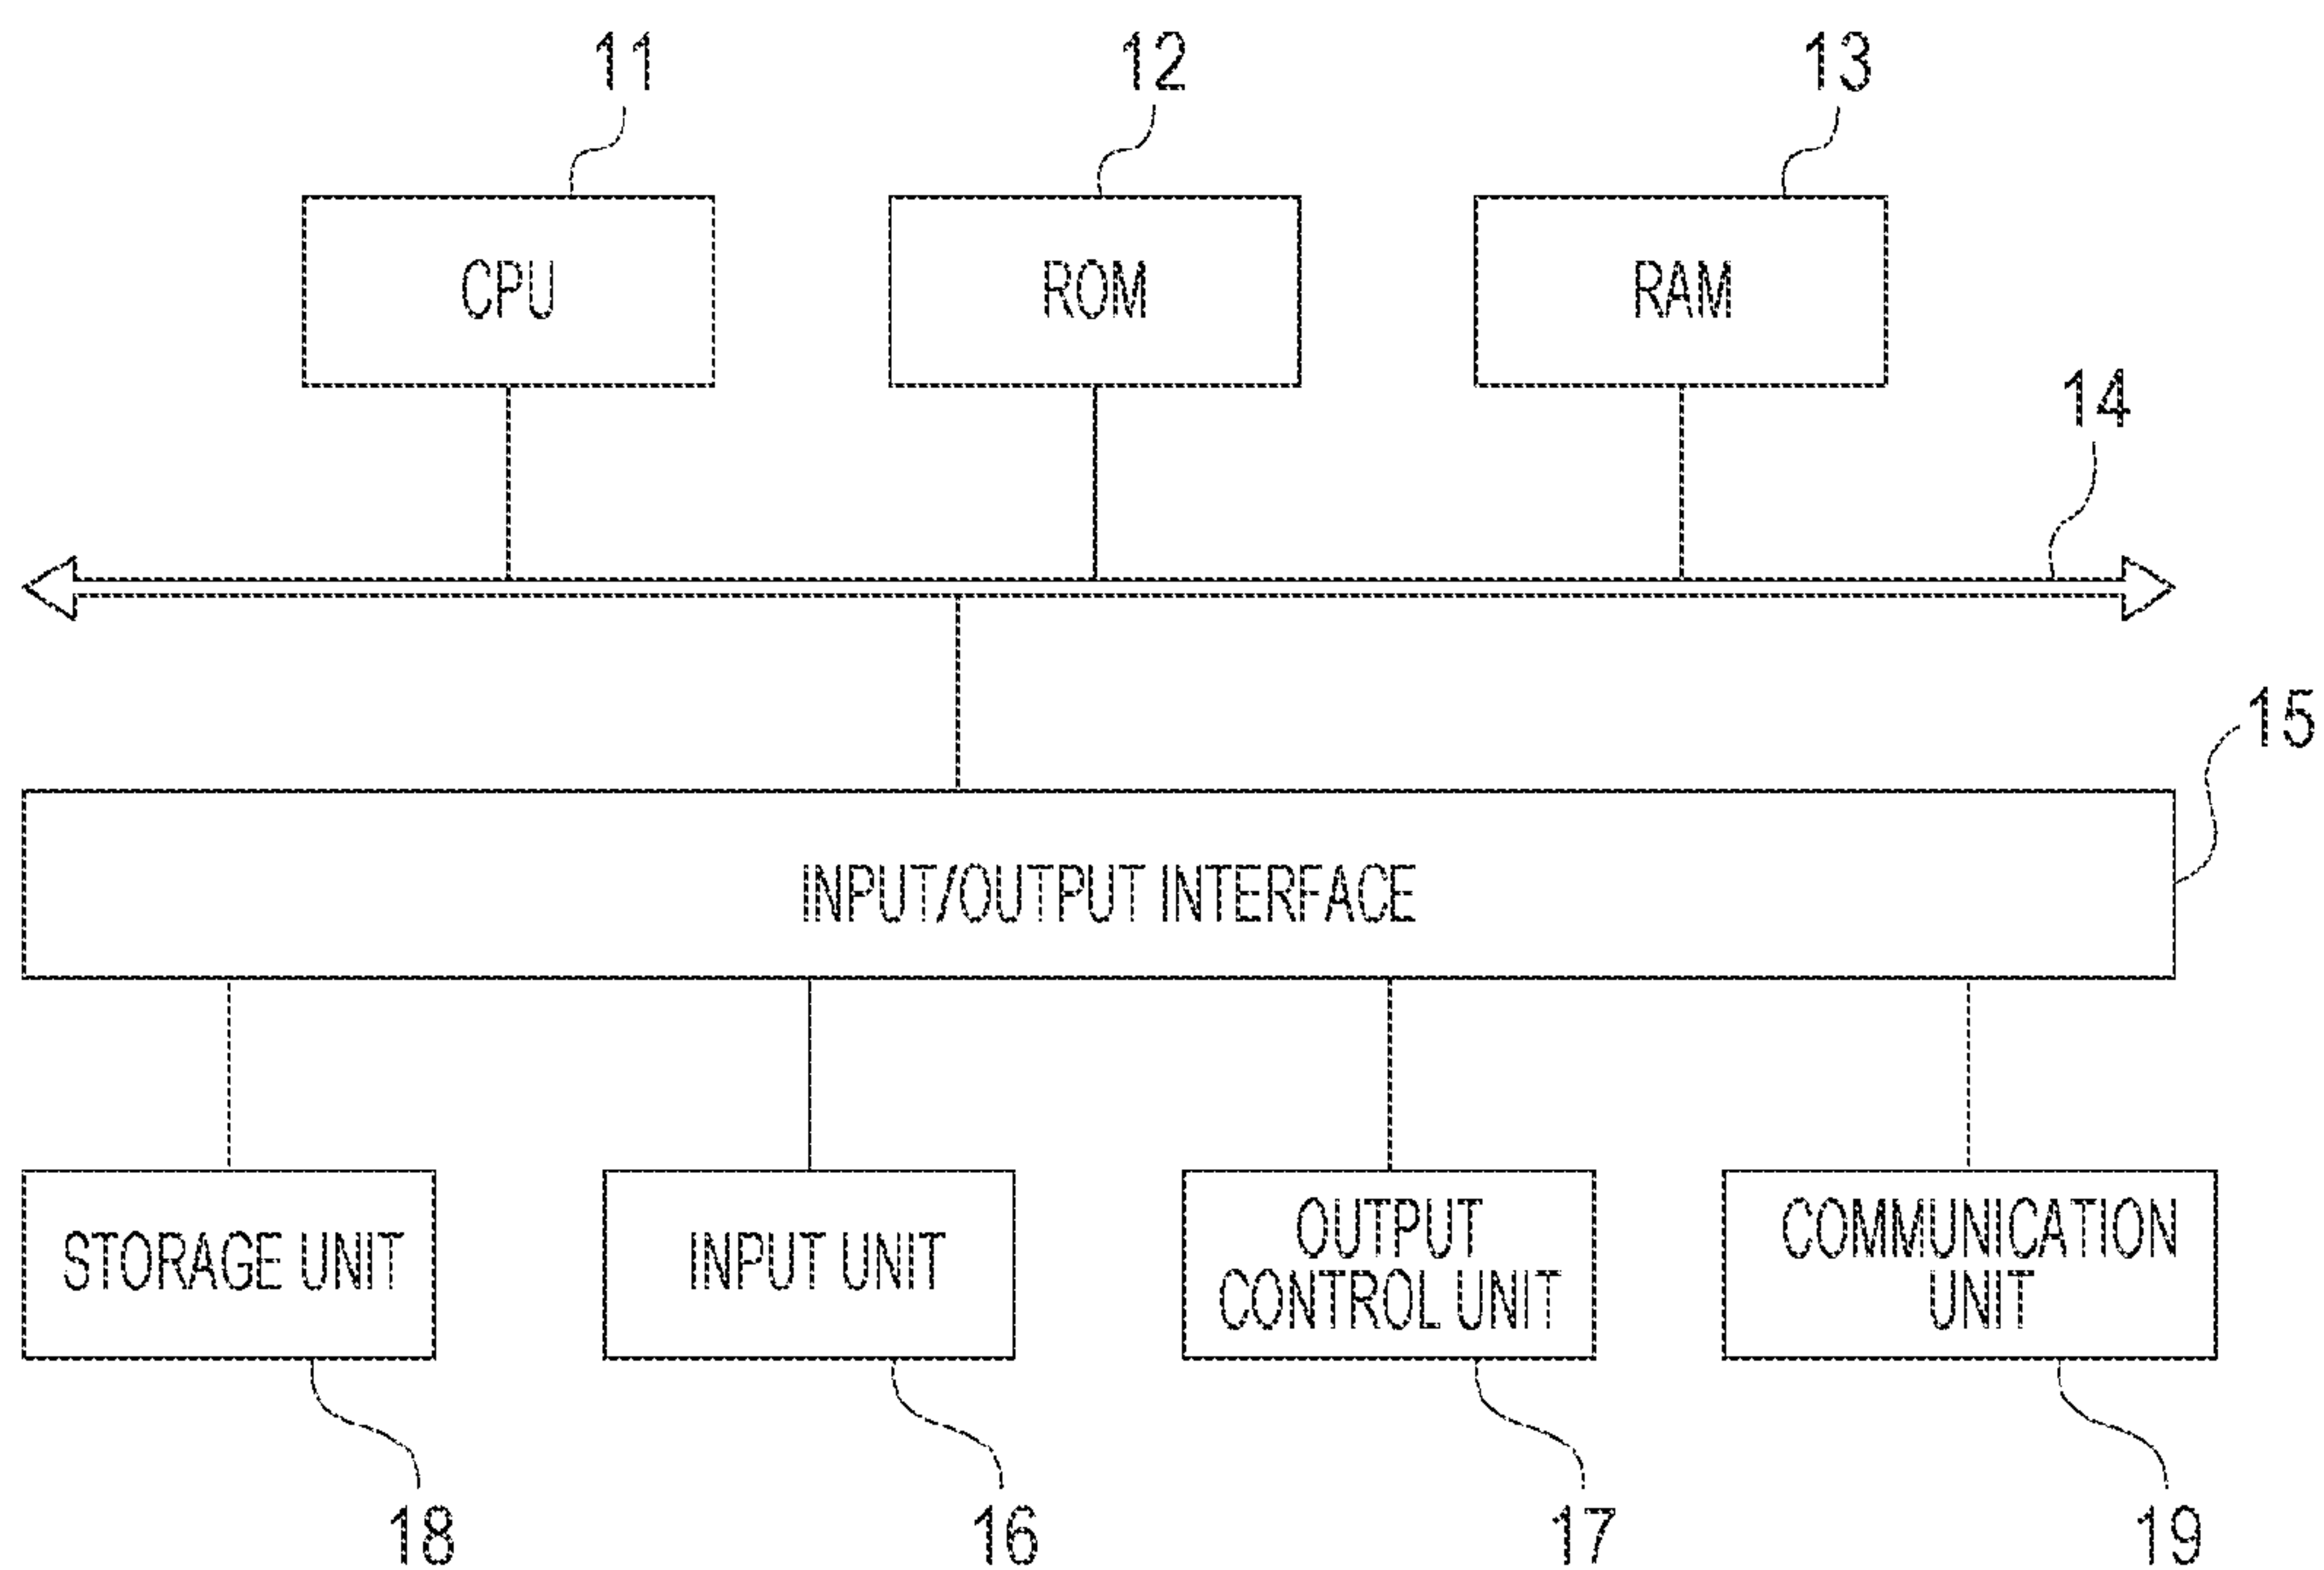 11
12
13
CPU
ROM
RAM
14
15
INPUT/OUTPUT INTERFACE
STORAGE UNIT
INPUT UNIT
OUTPUT
CONTROL UNIT
COMMUNICATION
UNIT
18
16
17
19